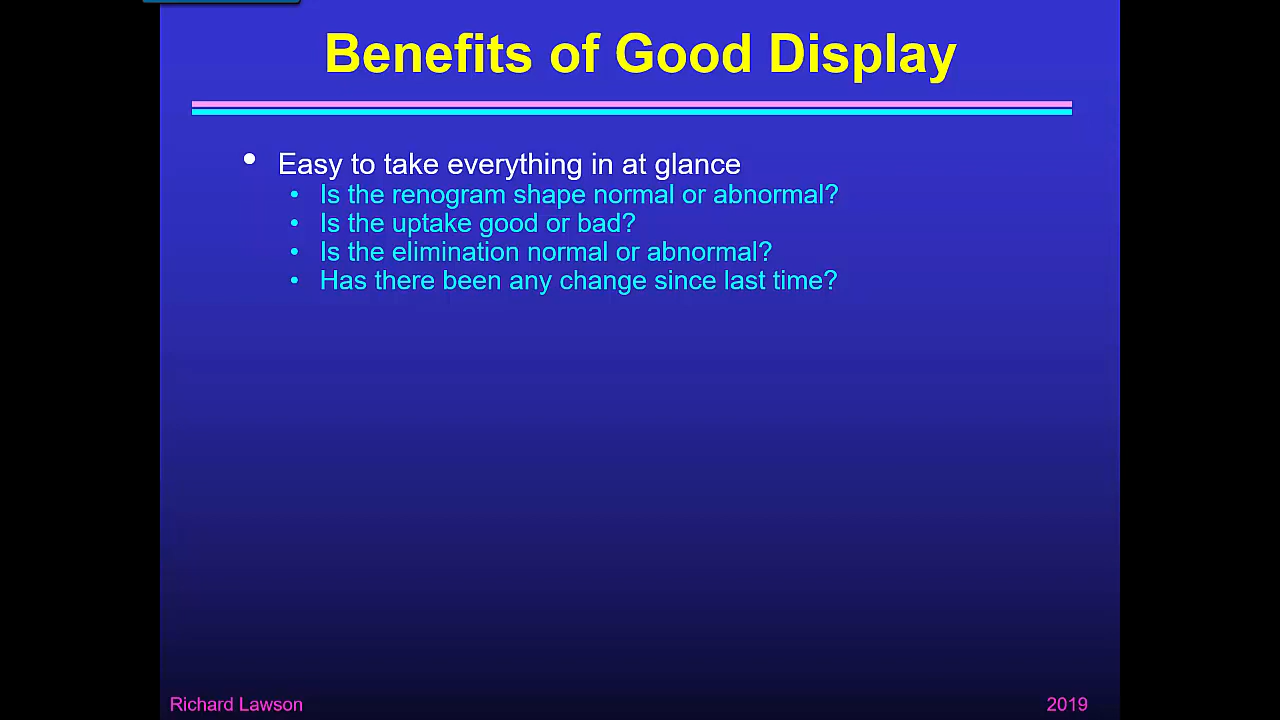 Benefits of Good Display
• Easy to take everything in at glance
• Is the renogram shape normal or abnormal?
• Is the uptake good or bad?
• Is the elimination normal or abnormal?
• Has there been any change since last time?
Richard Lawson
2019